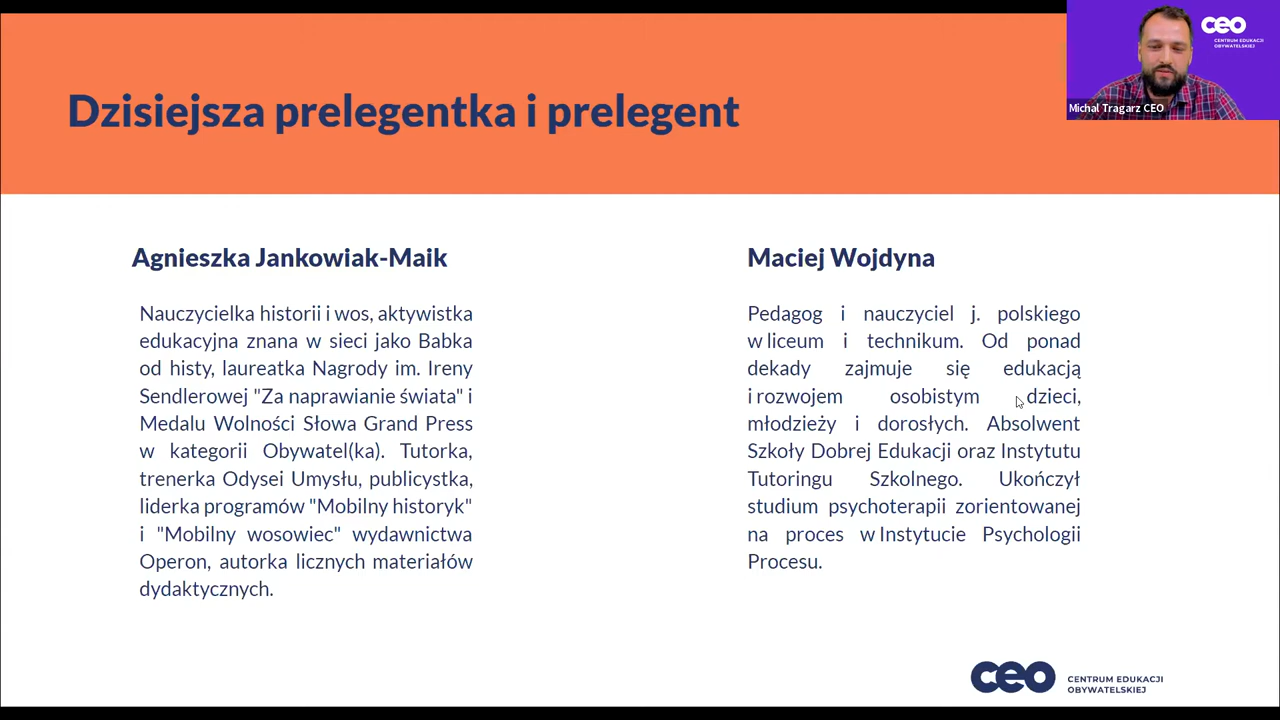 ceo
CENTRUM EDUKACJI
OBYWATELSKIEJ
Michal Tragarz CEO
Dzisiejsza prelegentka i prelegent
Agnieszka Jankowiak-Maik
Nauczycielka historii i wos, aktywistka
edukacyjna znana w sieci jako Babka
od histy, laureatka Nagrody im. Ireny
Sendlerowej "Za naprawianie świata" i
Medalu Wolności Słowa Grand Press
w kategorii Obywatel(ka). Tutorka,
trenerka Odysei Umysłu, publicystka,
liderka programów "Mobilny historyk"
i "Mobilny wosowiec" wydawnictwa
Operon, autorka licznych materiałów
dydaktycznych.
Maciej Wojdyna
Pedagog i nauczyciel j. polskiego
w liceum i technikum. Od ponad
dekady zajmuje się edukacją
i rozwojem osobistym dzieci,
młodzieży i dorosłych. Absolwent
Szkoły Dobrej Edukacji oraz Instytutu
Tutoringu Szkolnego. Ukończył
studium psychoterapii zorientowanej
na proces w Instytucie Psychologii
Procesu.
ceo
CENTRUM EDUKACJI
OBYWATELSKIEJ